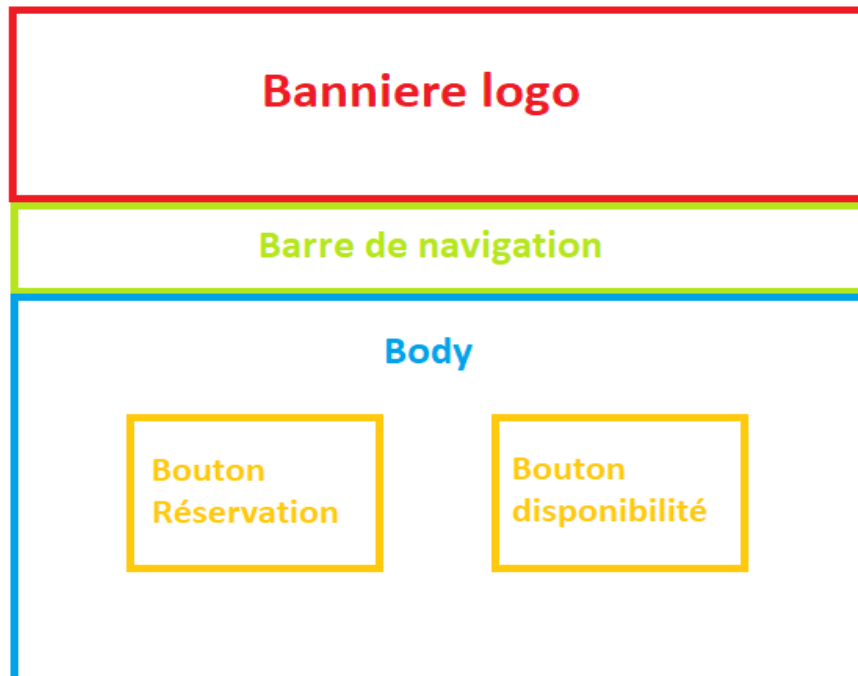 Banniere logo
Barre de navigation
Body
Bouton
Réservation
Bouton
disponibilité